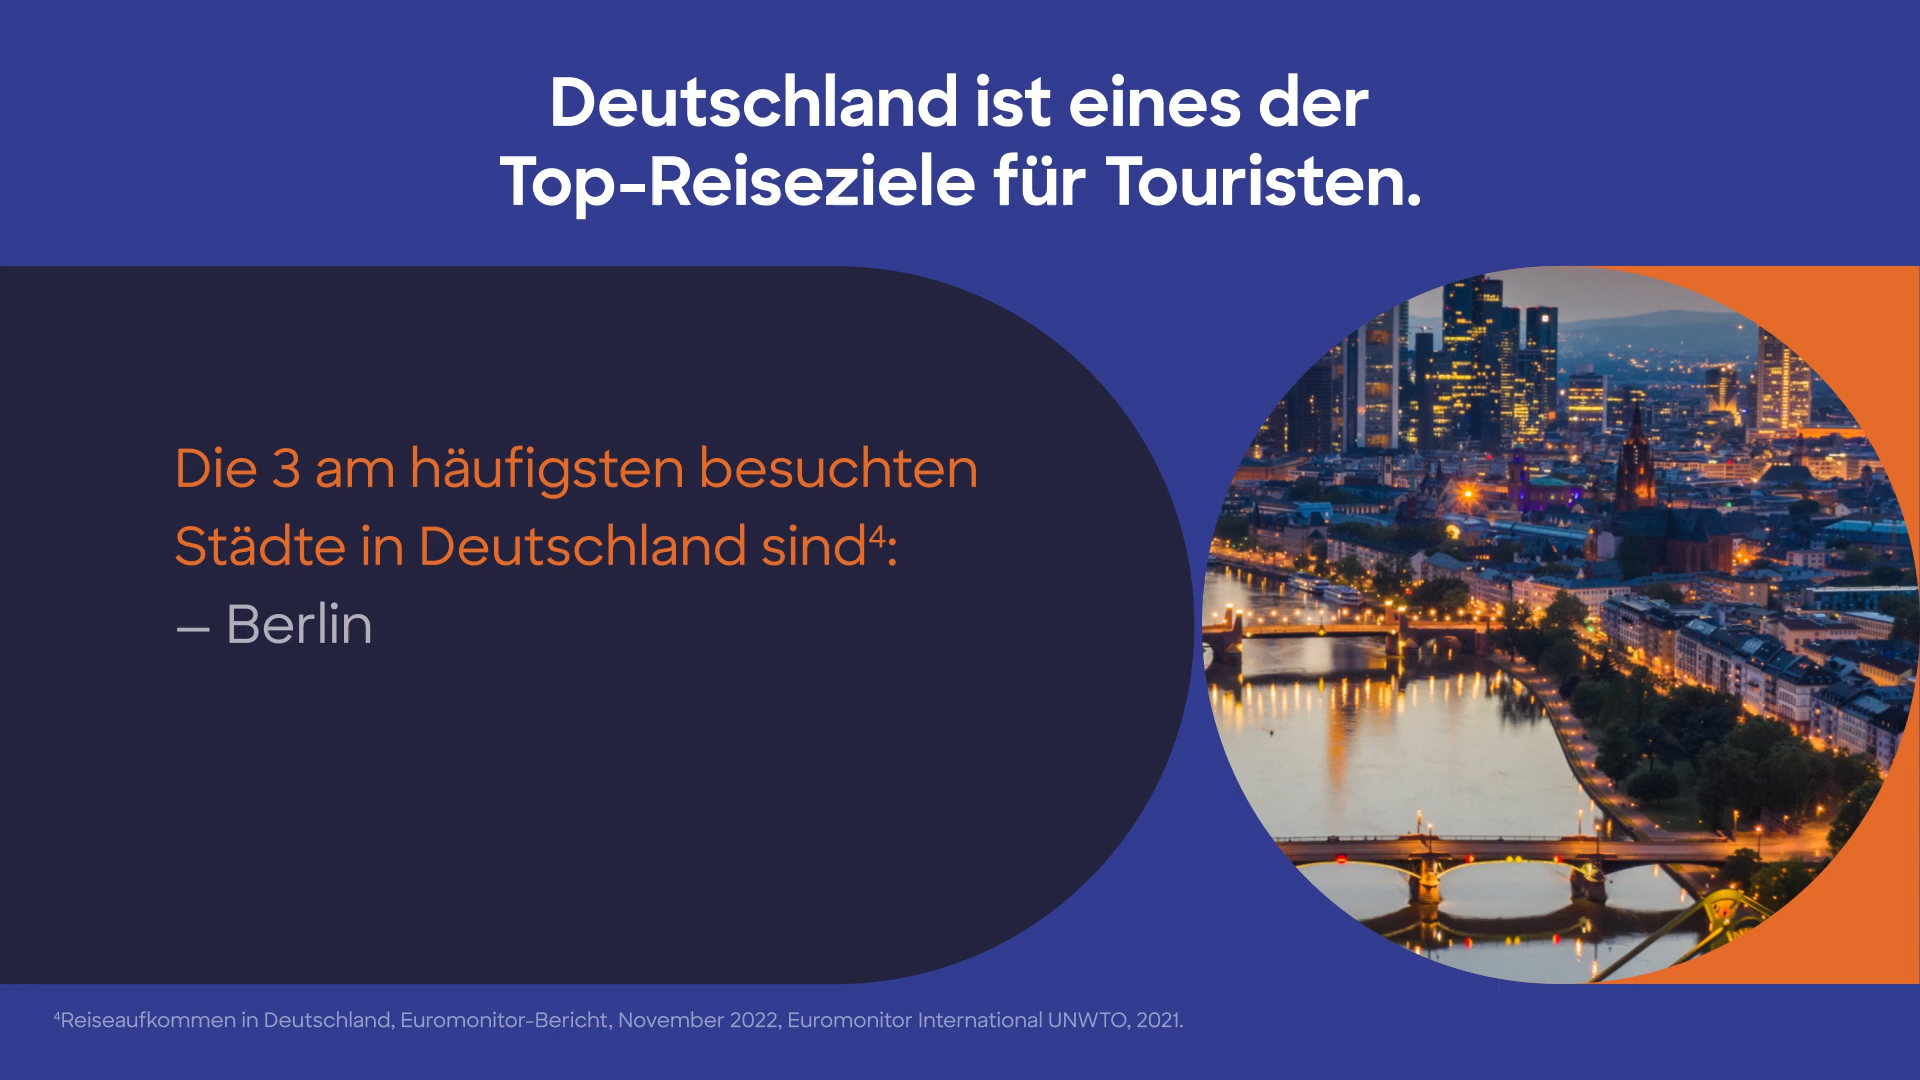 Deutschland ist eines der
Top-Reiseziele für Touristen.
Die 3 am häufigsten besuchten
Städte in Deutschland sind⁴:
– Berlin
⁴Reiseaufkommen in Deutschland, Euromonitor-Bericht, November 2022, Euromonitor International UNWTO, 2021.